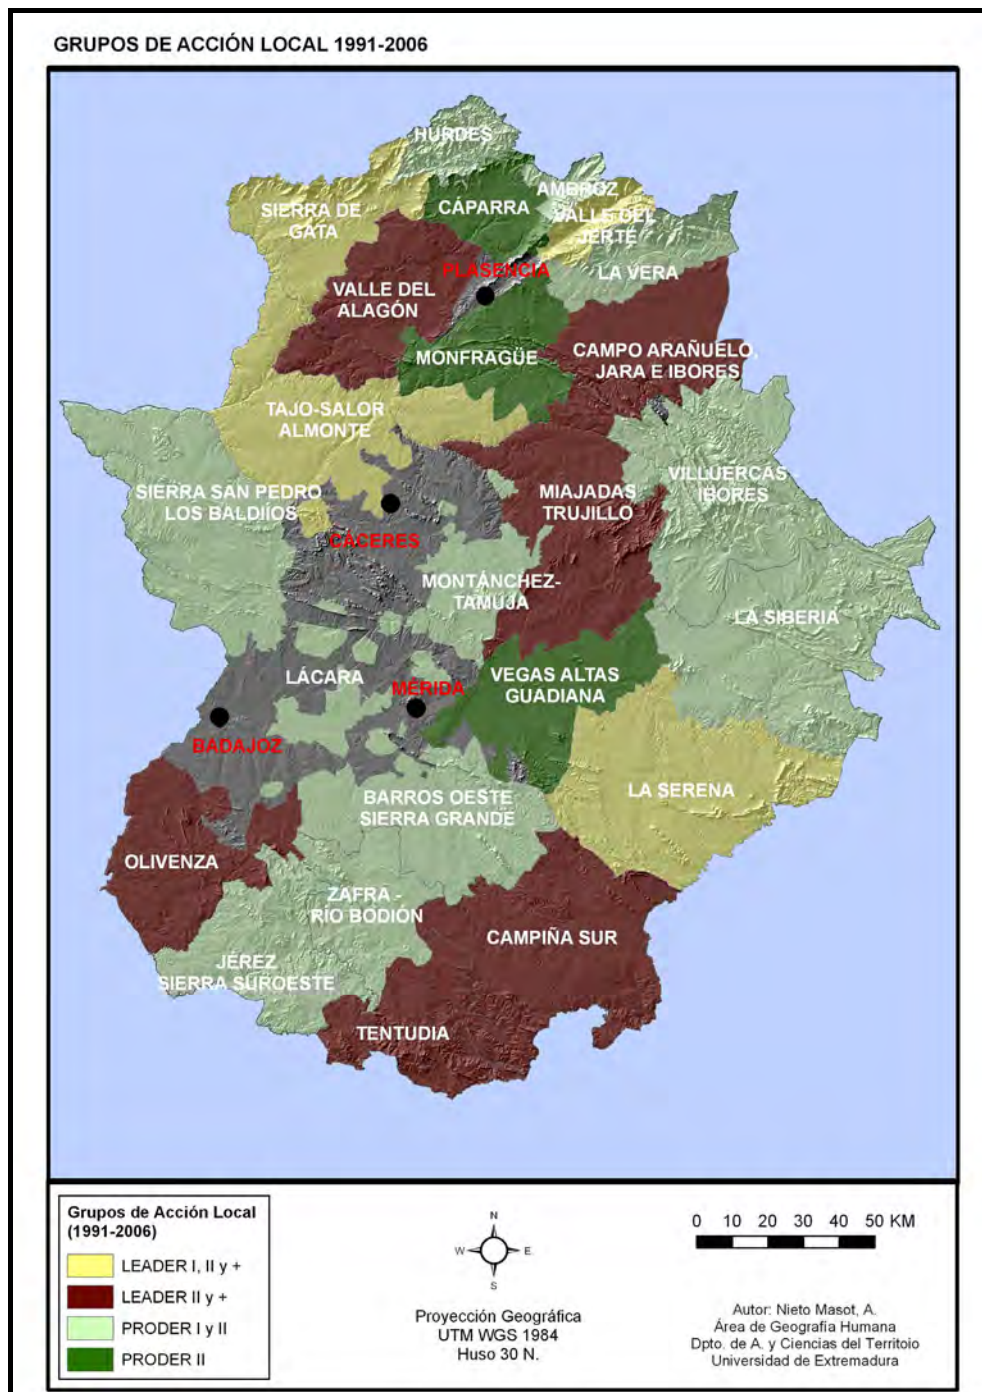 GRUPOS DE ACCIÓN LOCAL 1991-2006
HURDES
AMBROZ
CÁPARRA
SIERRA DE
GATA
VALLE DEL
JERTE
PLASENCIA
LA VERA
VALLE DEL
ALAGÓN
MONFRAGÜE
CAMPO ARAÑUELO,
JARA E IBORES
TAJO-SALOR
ALMONTE
VILLUERCAS
IBORES
SIERRA SAN PEDRO
LOS BALDIÍOS
MIAJADAS
TRUJILLO
CÁCERES
MONTÁNCHEZ-
TAMUJA
LA SIBERIA
LÁCARA
MÉRIDA
VEGAS ALTAS
GUADIANA
BADAJOZ
LA SERENA
BARROS OESTE
SIERRA GRANDE
OLIVENZA
ZAFRA -
RÍO BODIÓN
CAMPIÑA SUR
JEREZ
SIERRA SUROESTE
TENTUDIA
Grupos de Acción Local
(1991-2006)
LEADER I, II y +
LEADER II y +
PRODER I y II
PRODER II
N
W
E
S
Proyección Geográfica
UTM WGS 1984
Huso 30 N.
0 10 20 30 40 50 KM
Autor: Nieto Masot, A.
Área de Geografía Humana
Dpto. de A. y Ciencias del Territoio
Universidad de Extremadura